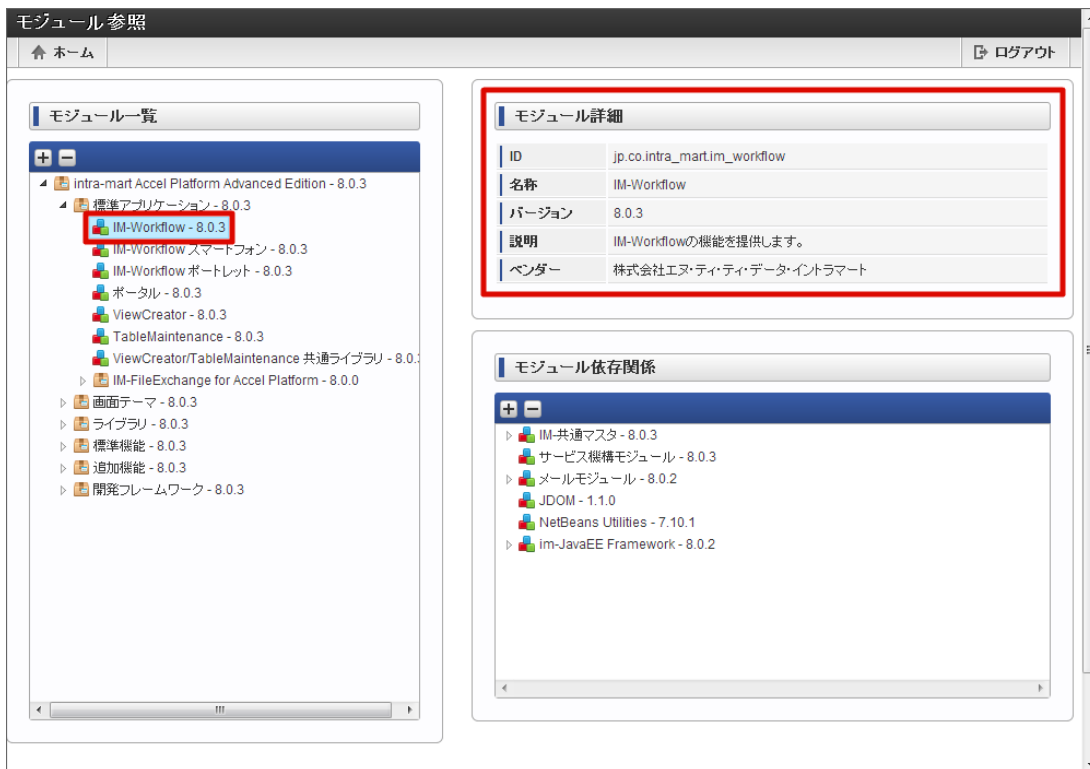 モジュール参照
ホーム
ログアウト
モジュール一覧
intra-mart Accel Platform Advanced Edition - 8.0.3
標準アプリケーション - 8.0.3
IM-Workflow - 8.0.3
IM-Workflow スマートフォン - 8.0.3
IM-Workflow ポートレット - 8.0.3
ポータル - 8.0.3
ViewCreator - 8.0.3
TableMaintenance - 8.0.3
ViewCreator/TableMaintenance 共通ライブラリ - 8.0.
IM-FileExchange for Accel Platform - 8.0.0
画面テーマ - 8.0.3
ライブラリ - 8.0.3
標準機能 - 8.0.3
追加機能 - 8.0.3
開発フレームワーク - 8.0.3
モジュール詳細
ID jp.co.intra_mart.im_workflow
名称 IM-Workflow
バージョン 8.0.3
説明 IM-Workflowの機能を提供します。
ベンダー 株式会社エヌ・ティ・ティ・データ・イントラマート
モジュール依存関係
IM-共通マスタ - 8.0.3
サービス機構モジュール - 8.0.3
メールモジュール - 8.0.2
JDOM - 1.1.0
NetBeans Utilities - 7.10.1
im-JavaEE Framework - 8.0.2